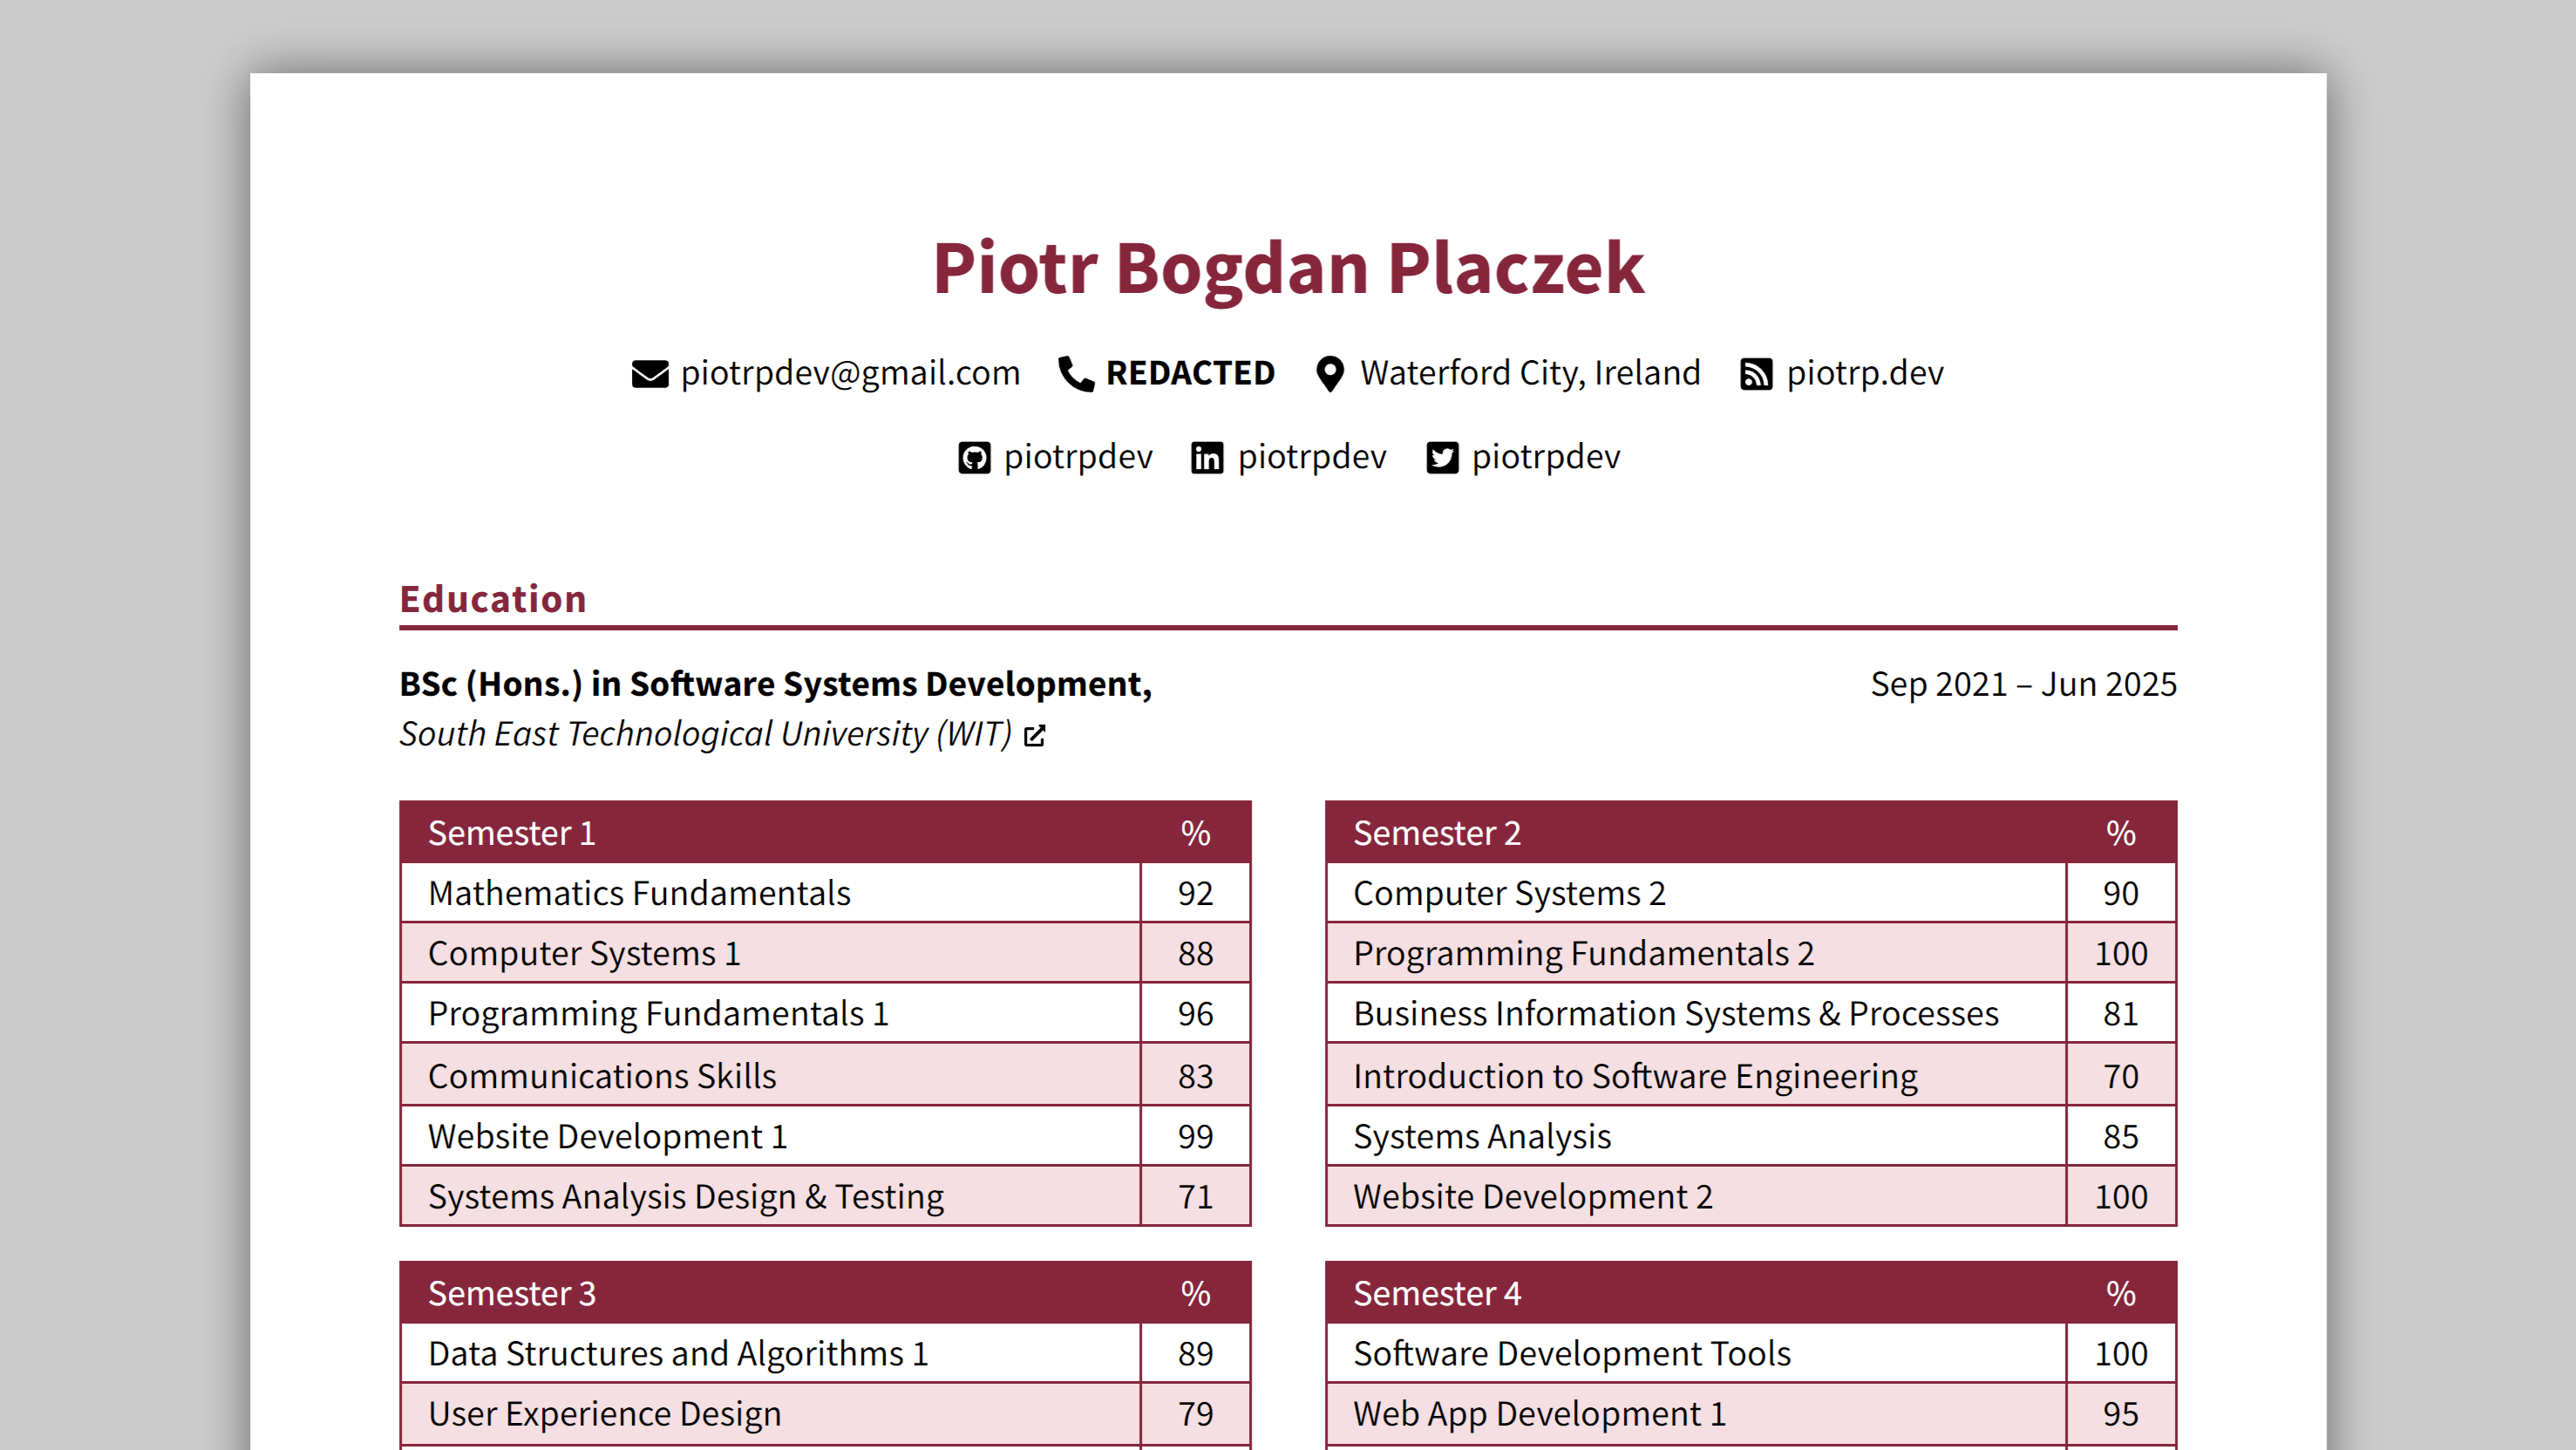 Piotr Bogdan Placzek
piotrpdev@gmail.com REDACTED Waterford City, Ireland piotrp.dev
piotrpdev piotrpdev piotrpdev
Education
BSc (Hons.) in Software Systems Development, Sep 2021 – Jun 2025
South East Technological University (WIT)
Semester 1 %
Mathematics Fundamentals 92
Computer Systems 1 88
Programming Fundamentals 1 96
Communications Skills 83
Website Development 1 99
Systems Analysis Design & Testing 71
Semester 2 %
Computer Systems 2 90
Programming Fundamentals 2 100
Business Information Systems & Processes 81
Introduction to Software Engineering 70
Systems Analysis 85
Website Development 2 100
Semester 3 %
Data Structures and Algorithms 1 89
User Experience Design 79
Semester 4 %
Software Development Tools 100
Web App Development 1 95